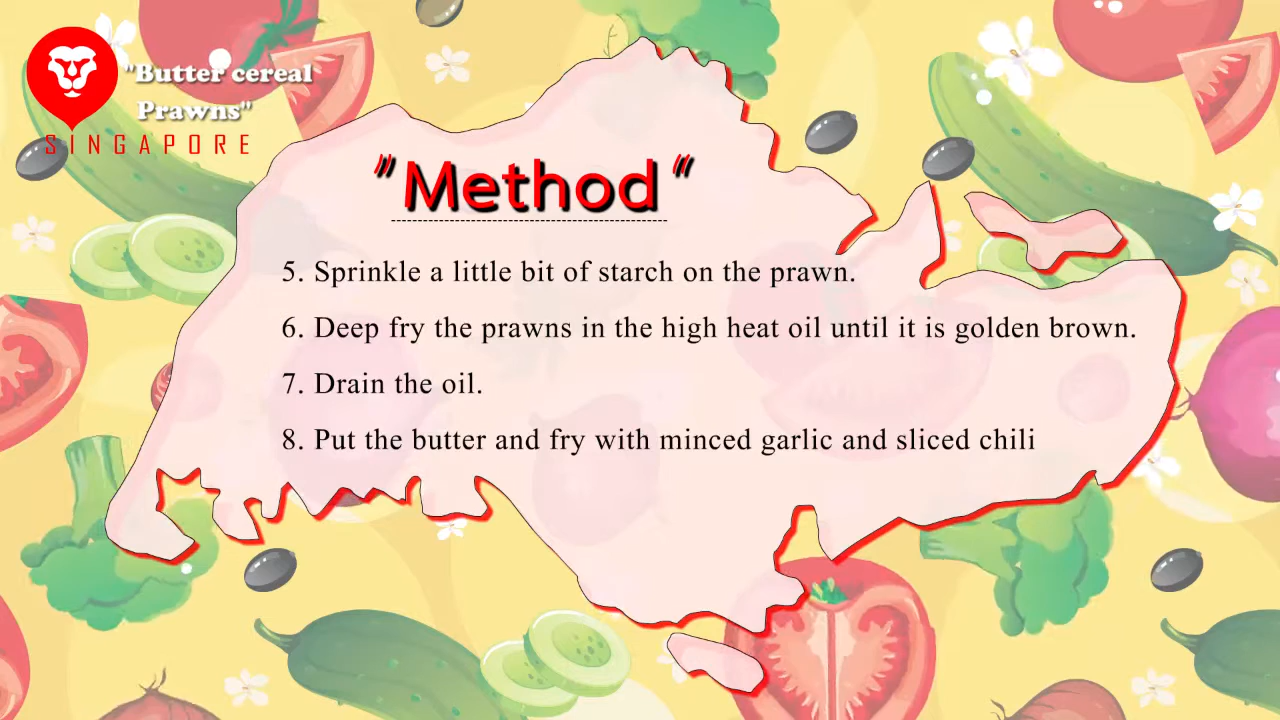 "Butter cereal
Prawns"
SINGAPORE
"Method"
5. Sprinkle a little bit of starch on the prawn.
6. Deep fry the prawns in the high heat oil until it is golden brown.
7. Drain the oil.
8. Put the butter and fry with minced garlic and sliced chili